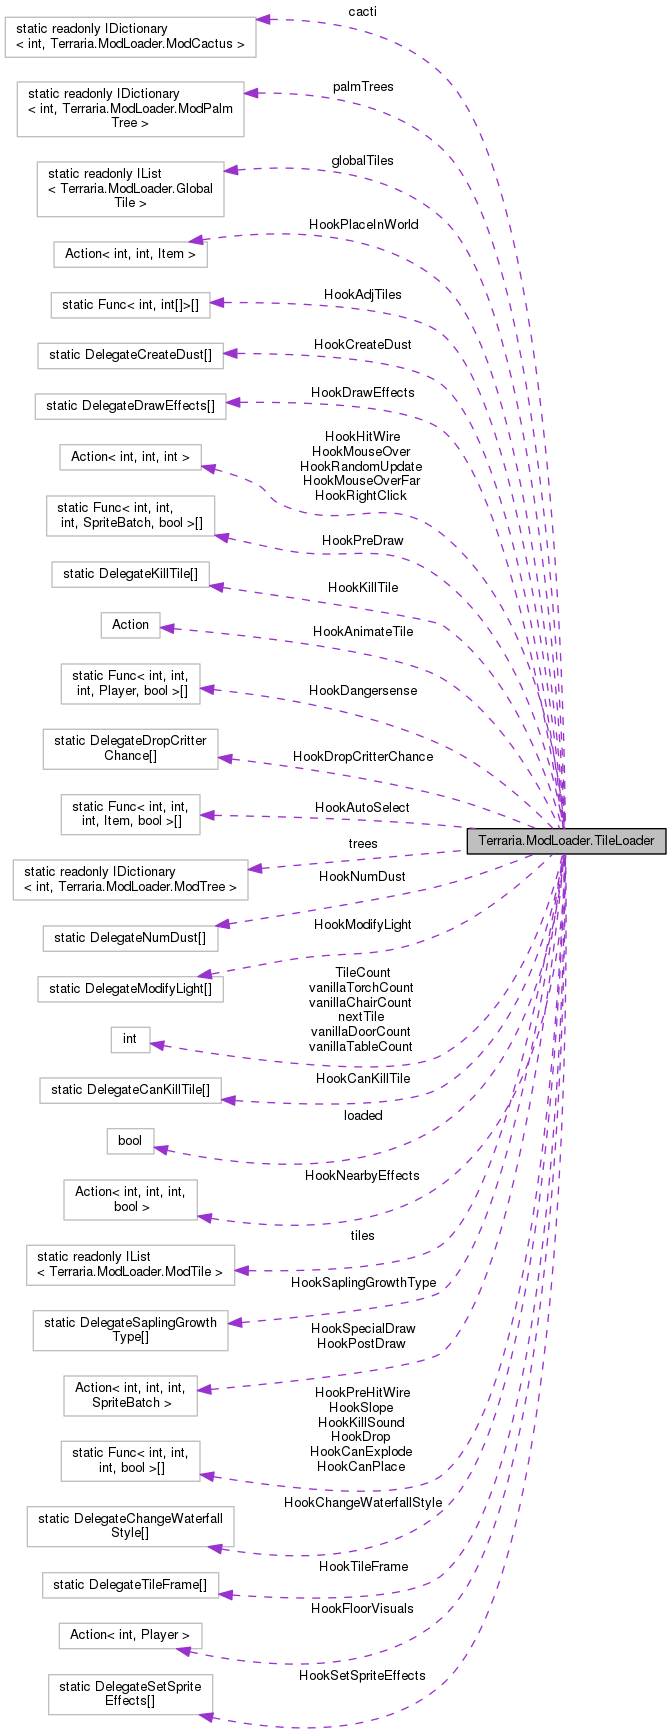 cacti
static readonly IDictionary
< int, Terraria.ModLoader.ModCactus >
palmTrees
static readonly IDictionary
< int, Terraria.ModLoader.ModPalm
Tree >
globalTiles
static readonly IList
< Terraria.ModLoader.Global
Tile >
HookPlaceInWorld
Action< int, int, Item >
HookAdjTiles
static Func< int, int[]>[]
HookCreateDust
static DelegateCreateDust[]
HookDrawEffects
static DelegateDrawEffects[]
HookHitWire
HookMouseOver
HookRandomUpdate
HookMouseOverFar
HookRightClick
Action< int, int, int >
static Func< int, int,
int, SpriteBatch, bool >[]
HookPreDraw
static DelegateKillTile[]
HookKillTile
Action
HookAnimateTile
static Func< int, int,
int, Player, bool >[]
HookDangersense
static DelegateDropCritter
Chance[]
HookDropCritterChance
static Func< int, int,
int, Item, bool >[]
HookAutoSelect
Terraria.ModLoader.TileLoader
trees
static readonly IDictionary
< int, Terraria.ModLoader.ModTree >
HookNumDust
static DelegateNumDust[]
HookModifyLight
static DelegateModifyLight[]
TileCount
vanillaTorchCount
vanillaChairCount
nextTile
vanillaDoorCount
vanillaTableCount
int
HookCanKillTile
static DelegateCanKillTile[]
loaded
bool
HookNearbyEffects
Action< int, int, int,
bool >
tiles
static readonly IList
< Terraria.ModLoader.ModTile >
HookSaplingGrowthType
static DelegateSaplingGrowth
Type[]
HookSpecialDraw
HookPostDraw
Action< int, int, int,
SpriteBatch >
HookPreHitWire
HookSlope
HookKillSound
HookDrop
HookCanExplode
HookCanPlace
static Func< int, int,
int, bool >[]
HookChangeWaterfallStyle
static DelegateChangeWaterfall
Style[]
HookTileFrame
static DelegateTileFrame[]
HookFloorVisuals
Action< int, Player >
HookSetSpriteEffects
static DelegateSetSprite
Effects[]